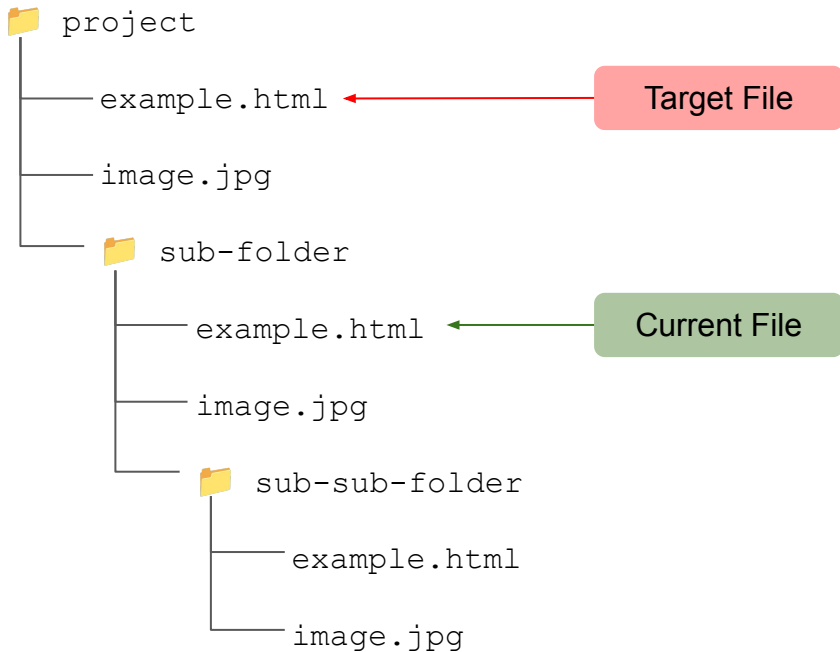 project
example.html
Target File
image.jpg
sub-folder
example.html
Current File
image.jpg
sub-sub-folder
example.html
image.jpg